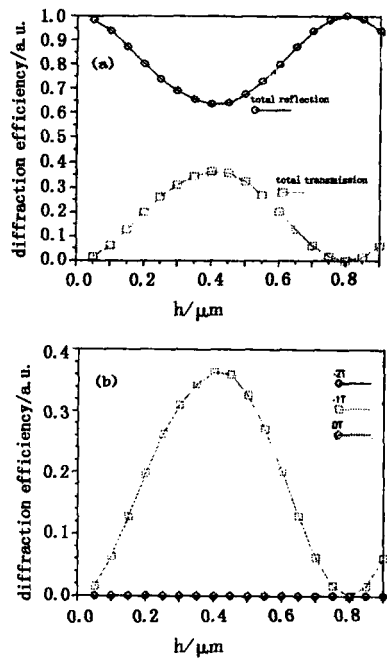 diffraction efficiency/a.u.
1.0
0.9
0.8
0.7
0.6
0.5
0.4
0.3
0.2
0.1
0.0
(a)
total reflection
total transmission
0.0 0.2 0.4 0.6 0.8
h/μm
diffraction efficiency/a.u.
0.4
0.3
0.2
0.1
0.0
(b)
-2T
-1T
0T
0.0 0.2 0.4 0.6 0.8
h/μm